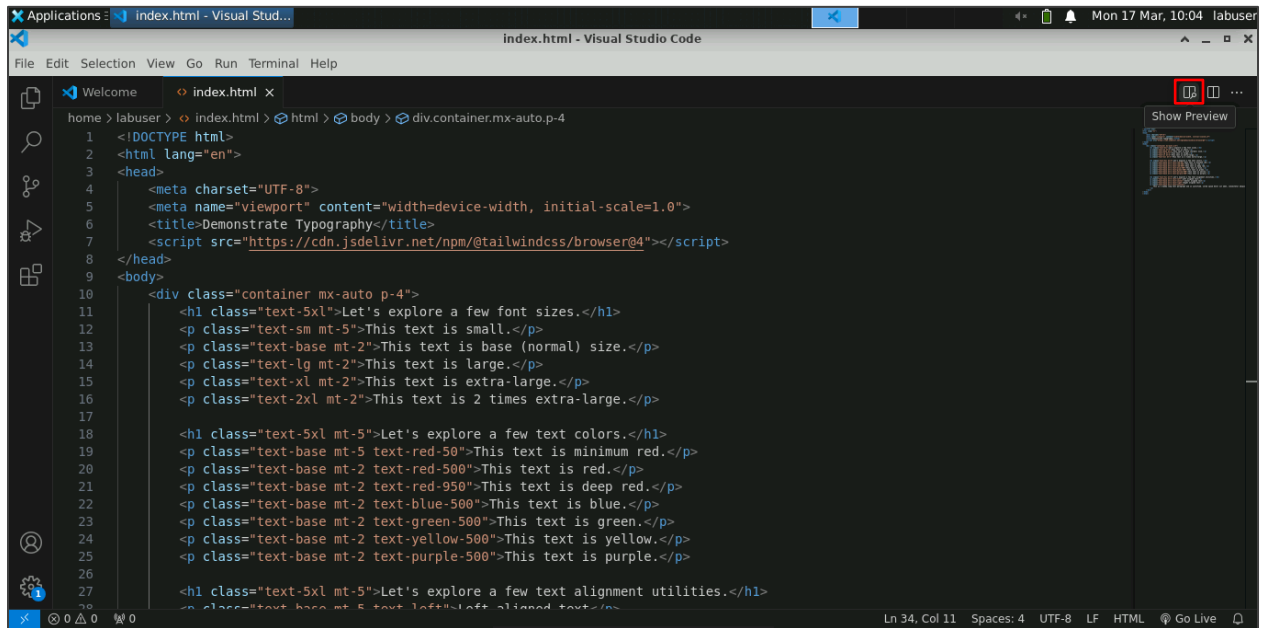 Applications
index.html - Visual Stud...
Mon 17 Mar, 10:04 labuser
index.html - Visual Studio Code
File Edit Selection View Go Run Terminal Help
Welcome
index.html
Show Preview
home > labuser > index.html > html > body > div.container.mx-auto.p-4
1 <!DOCTYPE html>
2 <html lang="en">
3 <head>
4 <meta charset="UTF-8">
5 <meta name="viewport" content="width=device-width, initial-scale=1.0">
6 <title>Demonstrate Typography</title>
7 <script src="https://cdn.jsdelivr.net/npm/@tailwindcss/browser@4"></script>
8 </head>
9 <body>
10 <div class="container mx-auto p-4">
11 <h1 class="text-5xl">Let's explore a few font sizes.</h1>
12 <p class="text-sm mt-5">This text is small.</p>
13 <p class="text-base mt-2">This text is base (normal) size.</p>
14 <p class="text-lg mt-2">This text is large.</p>
15 <p class="text-xl mt-2">This text is extra-large.</p>
16 <p class="text-2xl mt-2">This text is 2 times extra-large.</p>
17
18 <h1 class="text-5xl mt-5">Let's explore a few text colors.</h1>
19 <p class="text-base mt-5 text-red-50">This text is minimum red.</p>
20 <p class="text-base mt-2 text-red-500">This text is red.</p>
21 <p class="text-base mt-2 text-red-950">This text is deep red.</p>
22 <p class="text-base mt-2 text-blue-500">This text is blue.</p>
23 <p class="text-base mt-2 text-green-500">This text is green.</p>
24 <p class="text-base mt-2 text-yellow-500">This text is yellow.</p>
25 <p class="text-base mt-2 text-purple-500">This text is purple.</p>
26
27 <h1 class="text-5xl mt-5">Let's explore a few text alignment utilities.</h1>
28 <p class="text-base mt-5 text-left">Left aligned text</p>
1
0 0 0
Ln 34, Col 11 Spaces: 4 UTF-8 LF HTML Go Live